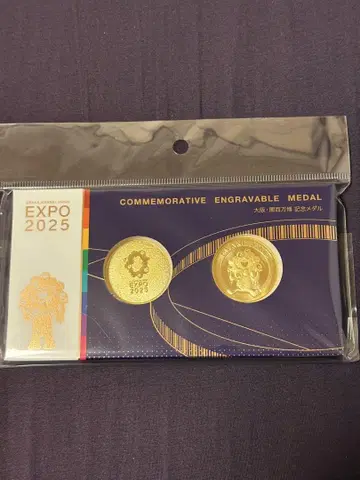 OSAKA, KANSAI, JAPAN
EXPO
2025
COMMEMORATIVE ENGRAVABLE MEDAL
大阪・関西万博 記念メダル
EXPO
2025